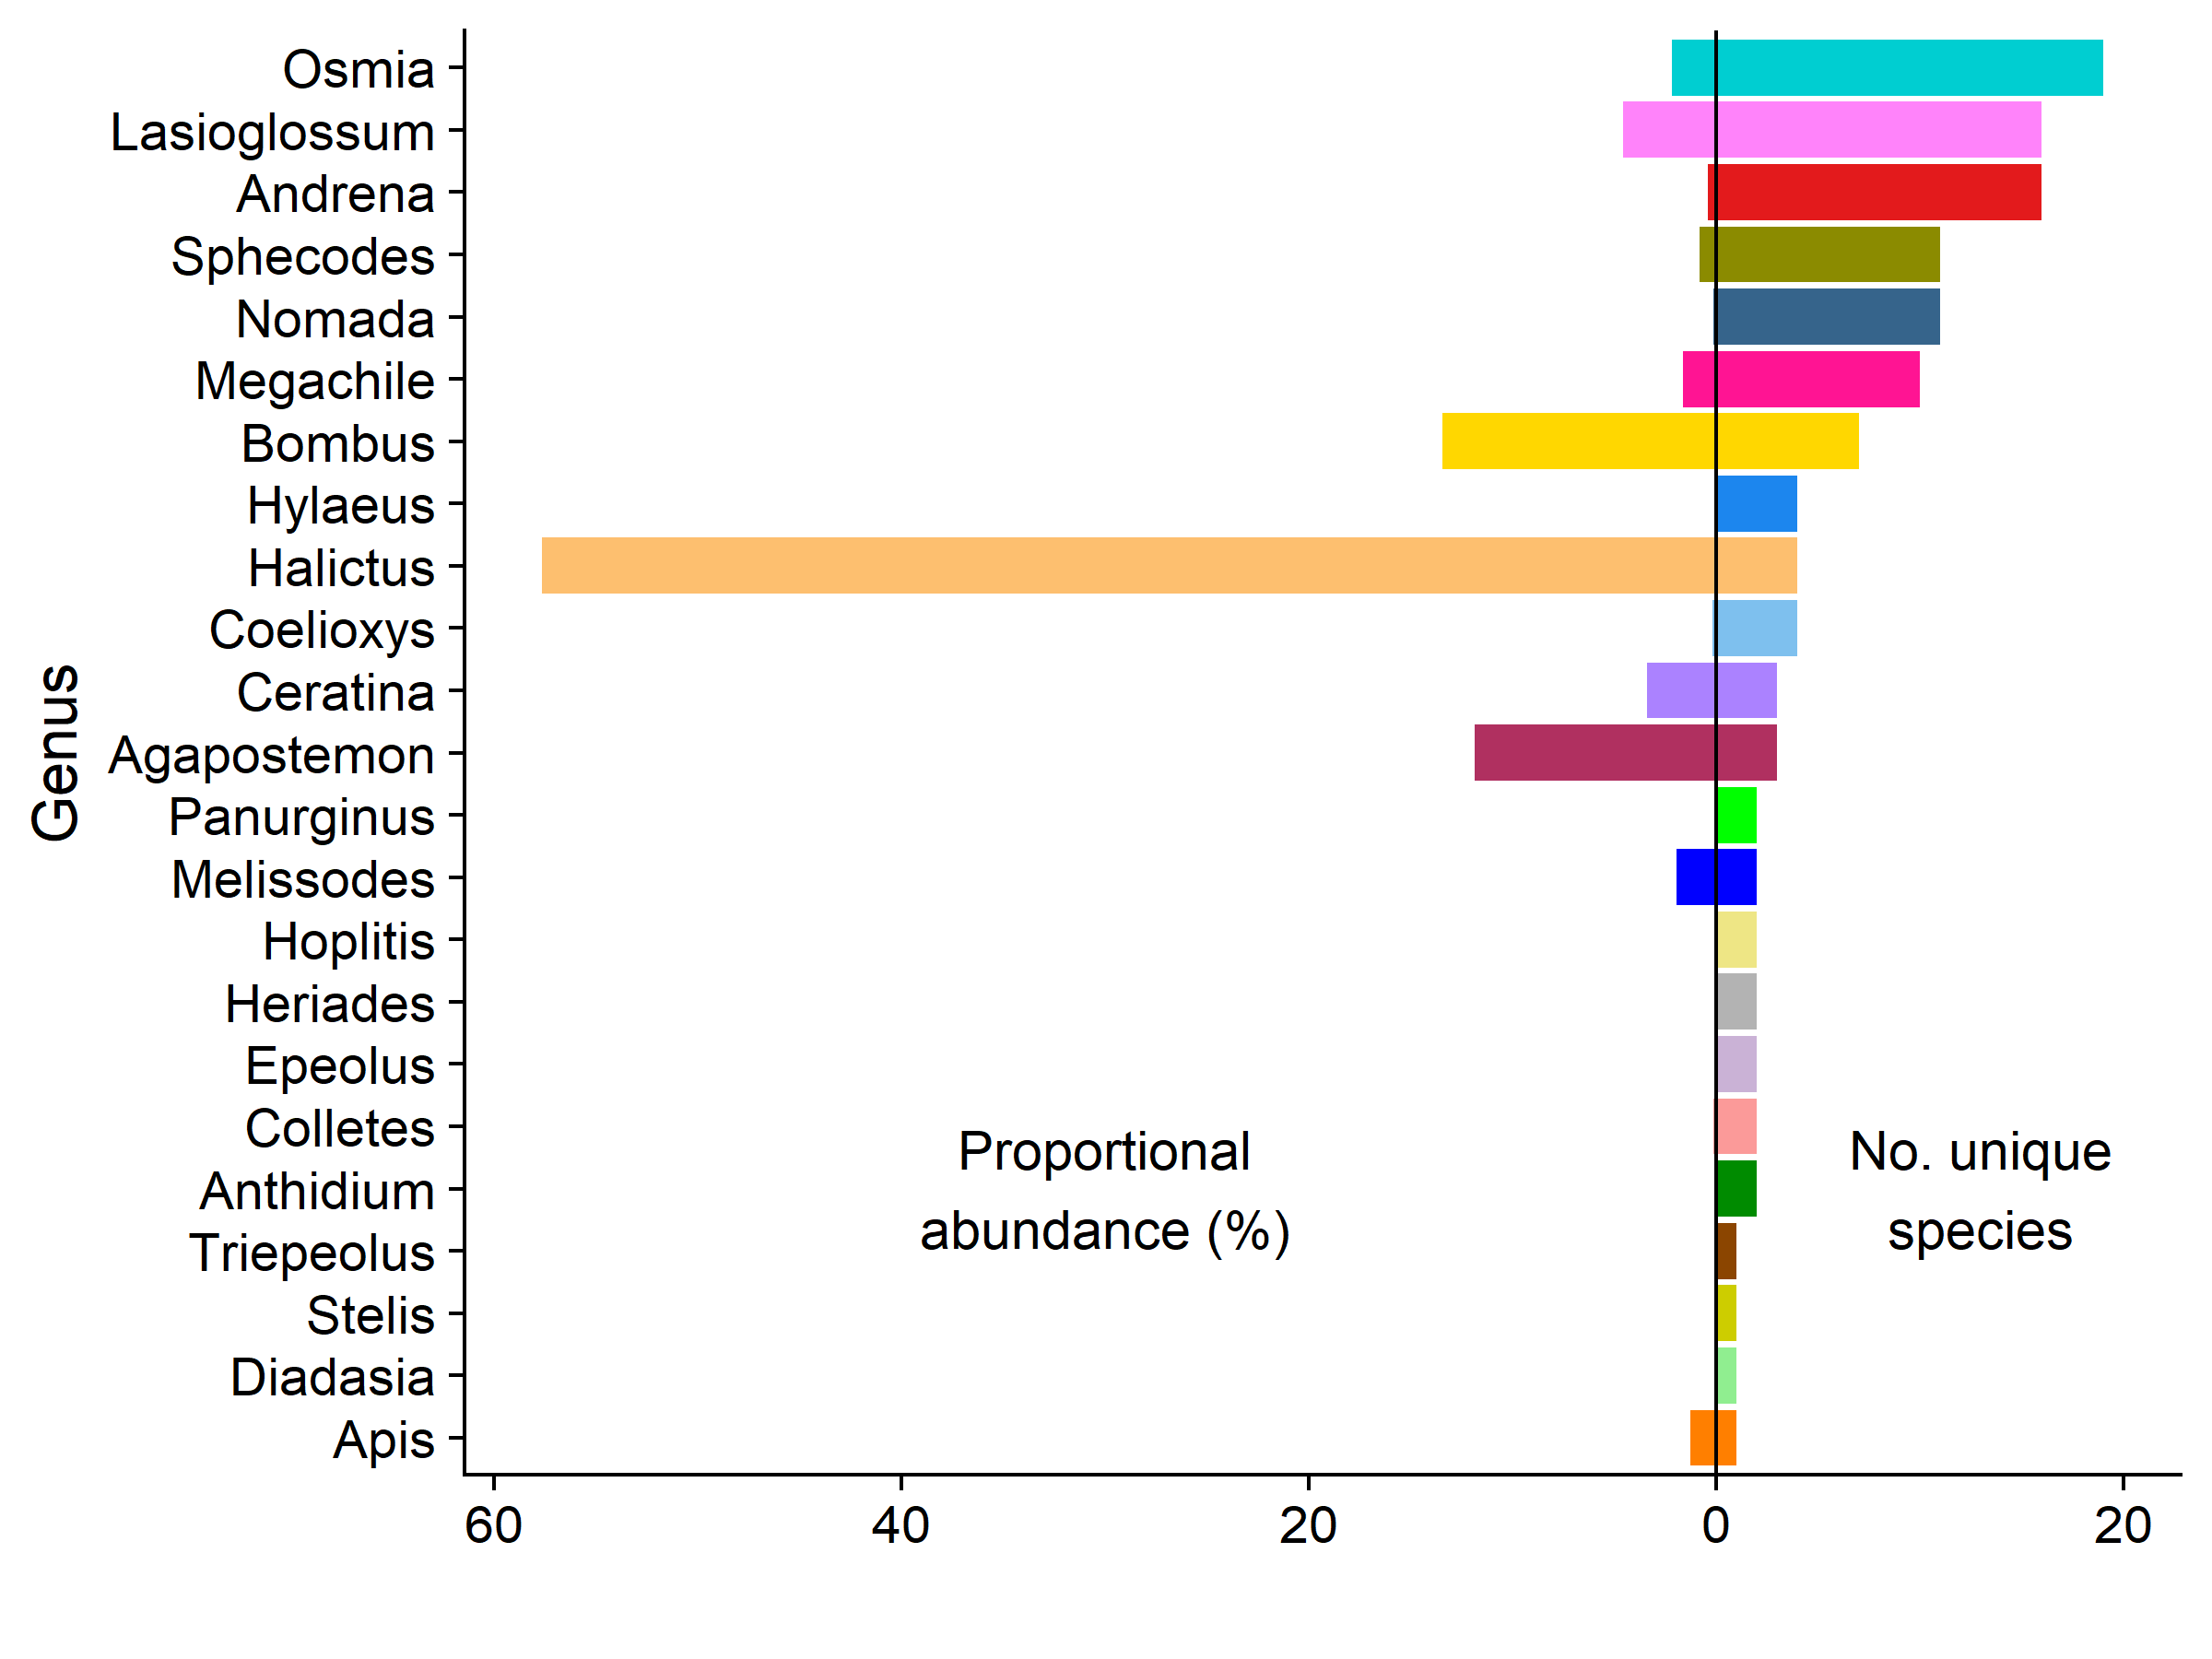 Genus
Osmia
Lasioglossum
Andrena
Sphecodes
Nomada
Megachile
Bombus
Hylaeus
Halictus
Coelioxys
Ceratina
Agapostemon
Panurginus
Melissodes
Hoplitis
Heriades
Epeolus
Colletes
Anthidium
Triepeolus
Stelis
Diadasia
Apis
Proportional
abundance (%)
No. unique
species
60 40 20 0 20